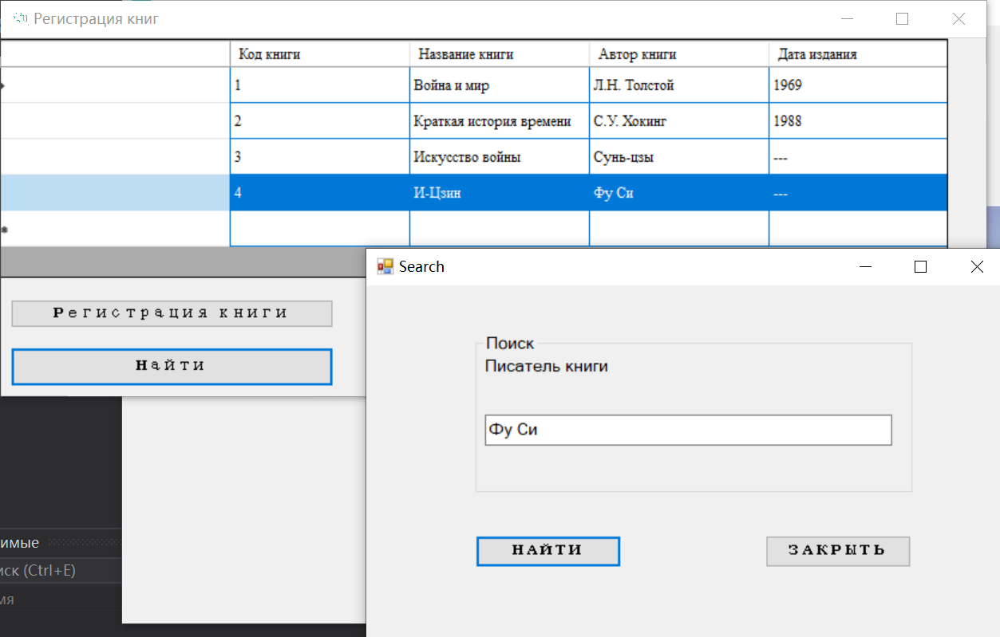 Регистрация книг
Код книги Название книги Автор книги Дата издания
1 Война и мир Л.Н. Толстой 1969
2 Краткая история времени С.У. Хокинг 1988
3 Искусство войны Сунь-цзы ---
4 И-Цзин Фу Си ---
Search
Регистрация книги
Найти
Поиск
Писатель книги
Фу Си
НАЙТИ ЗАКРЫТЬ
имые
иск (Ctrl+E)
мя